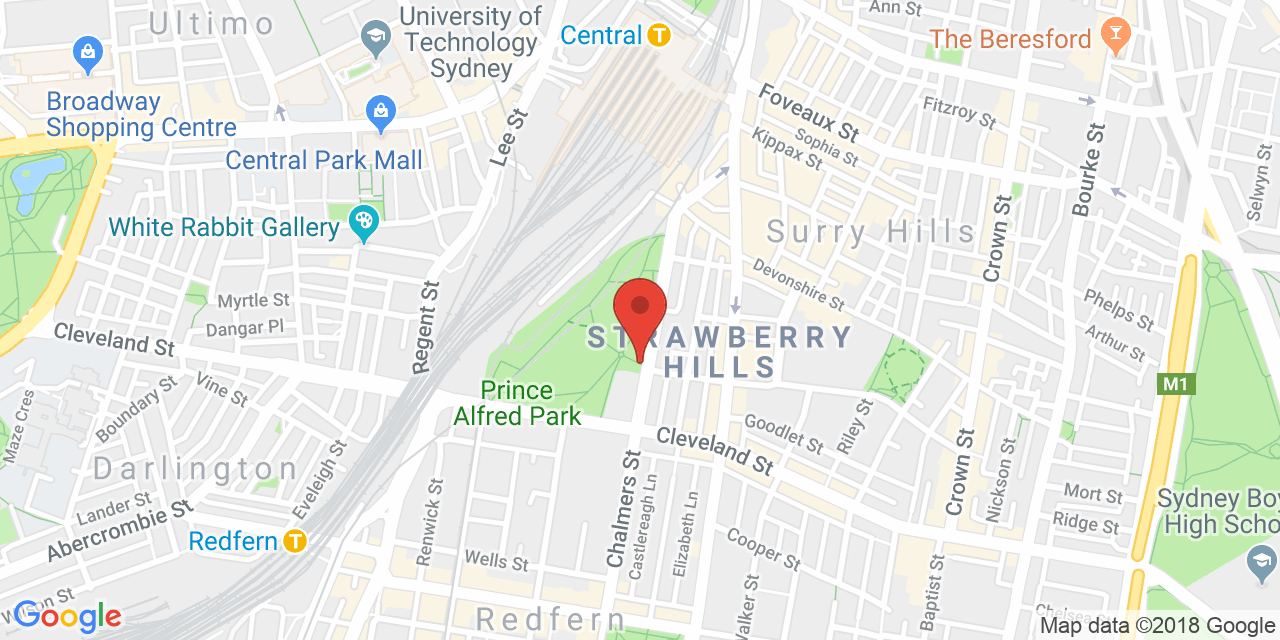 Ultimo
University of
Technology
Sydney
Central
T
Ann St
The Beresford
Broadway
Shopping Centre
Central Park Mall
Lee St
Foveaux St
Fitzroy St
Sophia St
Kippax St
Bourke St
Selwyn St
White Rabbit Gallery
Surry Hills
Crown St
Devonshire St
Myrtle St
Dangar Pl
Regent St
Phelps St
Arthur St
Cleveland St
STRAWBERRY
HILLS
M1
Prince
Alfred Park
Vine St
Boundary St
Maze Cres
Goodlet St
Riley St
Cleveland St
Darlington
Eveleigh St
Lander St
Abercrombie St
Redfern
T
Renwick St
Wells St
Chalmers St
Castlereagh Ln
Elizabeth Ln
Cooper St
Crown St
Nickson St
Mort St
Ridge St
Sydney Boy
High Scho
Walker St
Baptist St
Wilson St
Redfern
Google
Map data ©2018 Google